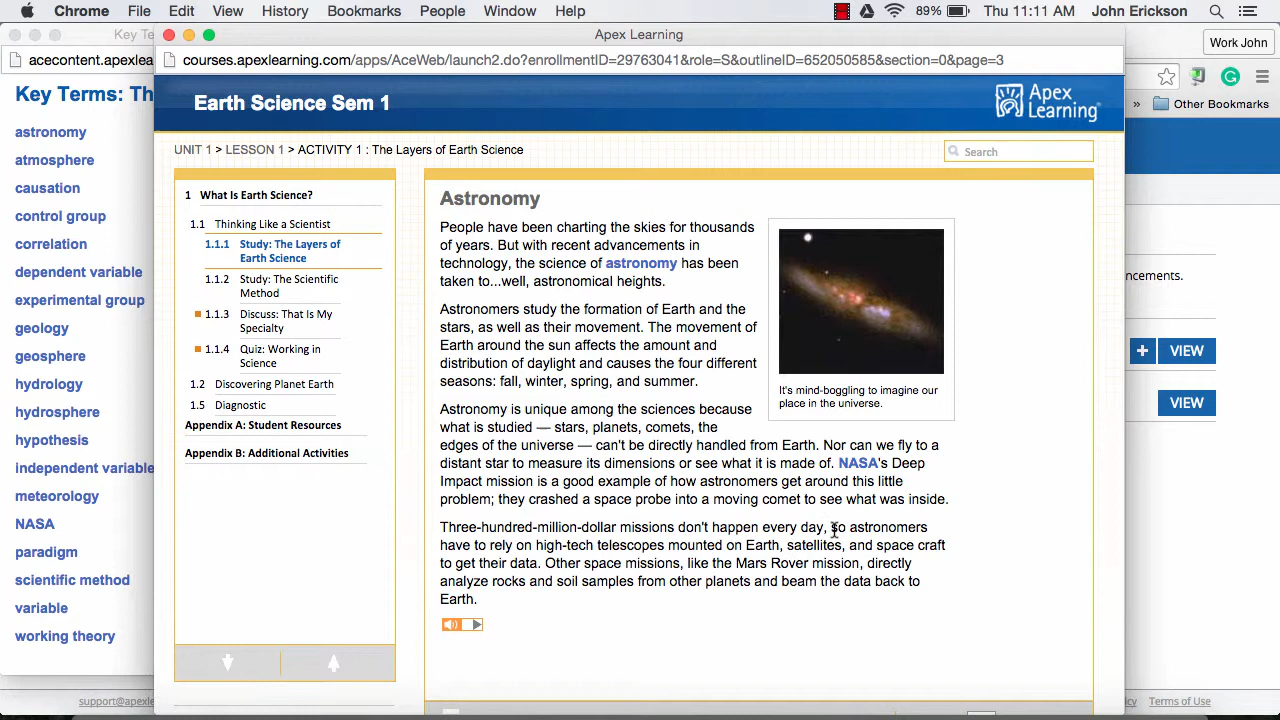 Chrome File Edit View History Bookmarks People Window Help 89% Thu 11:11 AM John Erickson
Key Te
Apex Learning
Work John
acecontent.apexlea
courses.apexlearning.com/apps/AceWeb/launch2.do?enrollmentID=29763041&role=S&outlineID=652050585&section=0&page=3
» Other Bookmarks
Key Terms: Th
astronomy
atmosphere
causation
control group
correlation
dependent variable
experimental group
geology
geosphere
hydrology
hydrosphere
hypothesis
independent variable
meteorology
NASA
paradigm
scientific method
variable
working theory
support@apexle
Earth Science Sem 1
Apex Learning
UNIT 1 > LESSON 1 > ACTIVITY 1 : The Layers of Earth Science
Search
1 What Is Earth Science?
1.1 Thinking Like a Scientist
1.1.1 Study: The Layers of
Earth Science
1.1.2 Study: The Scientific
Method
1.1.3 Discuss: That Is My
Specialty
1.1.4 Quiz: Working in
Science
1.2 Discovering Planet Earth
1.5 Diagnostic
Appendix A: Student Resources
Appendix B: Additional Activities
Astronomy
People have been charting the skies for thousands
of years. But with recent advancements in
technology, the science of astronomy has been
taken to...well, astronomical heights.
Astronomers study the formation of Earth and the
stars, as well as their movement. The movement of
Earth around the sun affects the amount and
distribution of daylight and causes the four different
seasons: fall, winter, spring, and summer.
It's mind-boggling to imagine our
place in the universe.
Astronomy is unique among the sciences because
what is studied — stars, planets, comets, the
edges of the universe — can't be directly handled from Earth. Nor can we fly to a
distant star to measure its dimensions or see what it is made of. NASA's Deep
Impact mission is a good example of how astronomers get around this little
problem; they crashed a space probe into a moving comet to see what was inside.
Three-hundred-million-dollar missions don't happen every day, so astronomers
have to rely on high-tech telescopes mounted on Earth, satellites, and space craft
to get their data. Other space missions, like the Mars Rover mission, directly
analyze rocks and soil samples from other planets and beam the data back to
Earth.
ncements.
+ VIEW
VIEW
cy Terms of Use